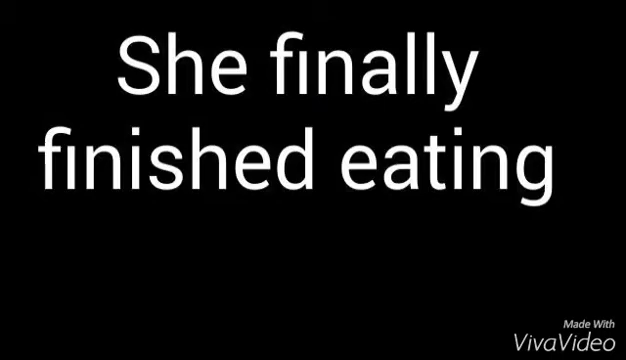 She finally
finished eating
Made With
VivaVideo